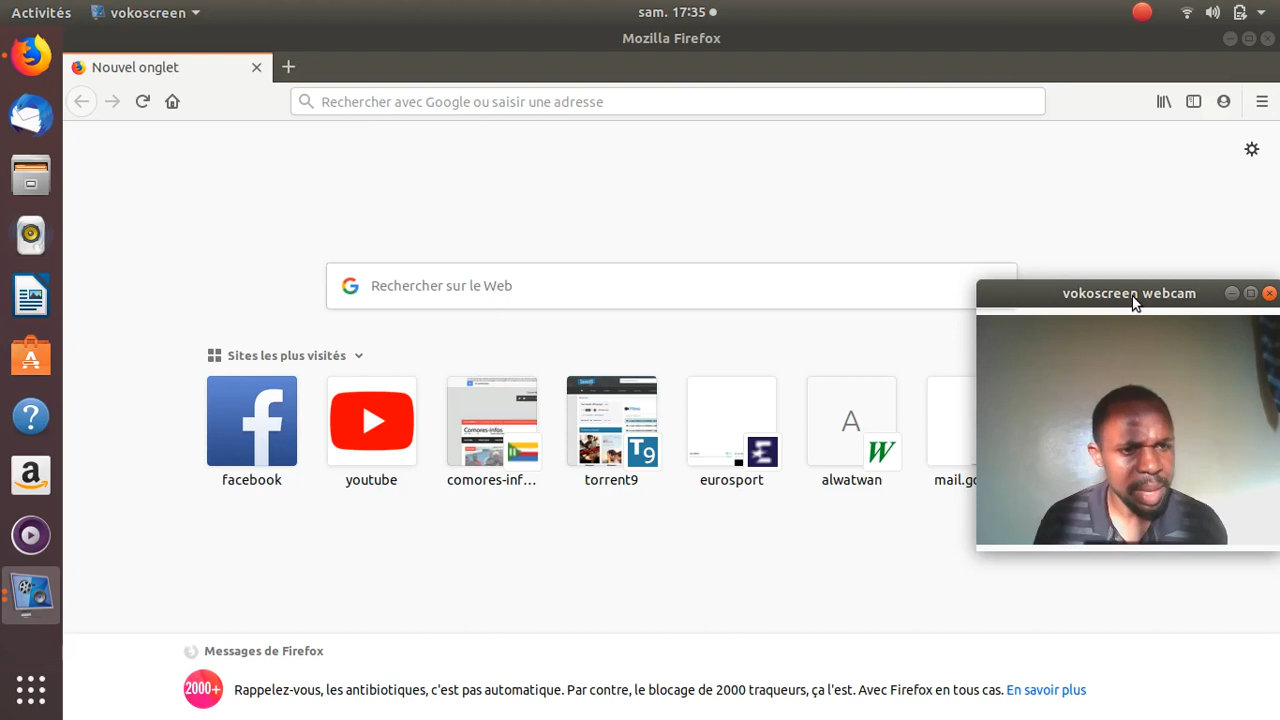 Activités
vokoscreen
sam. 17:35
Mozilla Firefox
Nouvel onglet
Rechercher avec Google ou saisir une adresse
Rechercher sur le Web
vokoscreen webcam
Sites les plus visités
A
W
T9
facebook
youtube
comores-inf...
torrent9
eurosport
alwatwan
Messages de Firefox
2000+
Rappelez-vous, les antibiotiques, c'est pas automatique. Par contre, le blocage de 2000 traqueurs, ça l'est. Avec Firefox en tous cas. En savoir plus